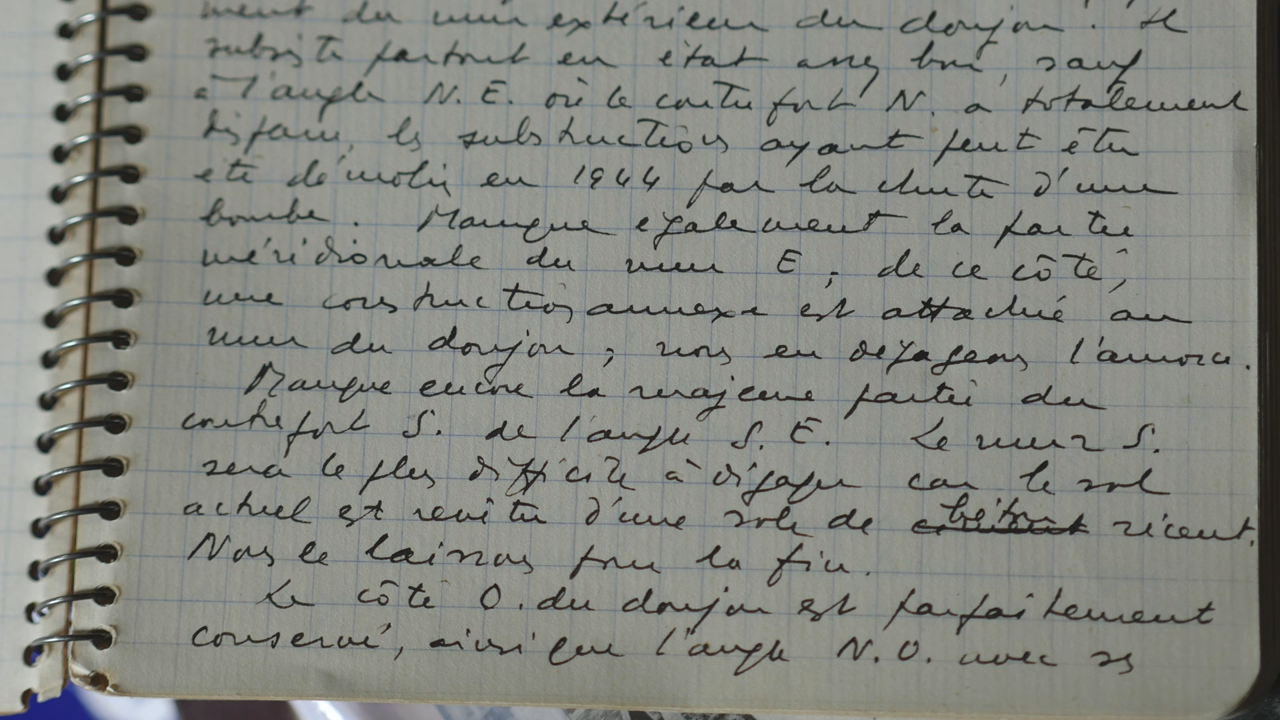 ment du mur extérieur du donjon. Il
subsiste partout en état assez bon, sauf
à l'angle N.E. où le contrefort N. a totalement
disparu, les substructions ayant peut être
été démolies en 1944 par la chute d'une
bombe. Manque également la partie
méridionale du mur E ; de ce côté,
une construction annexe est attachée au
mur du donjon ; nous en dégageons l'amorce.
Manque encore la majeure partie du
contrefort S. de l'angle S.E. Le mur S.
sera le plus difficile à dégager car le sol
actuel est revêtu d'une sole de béton récent.
Nous le laissons pour la fin.
Le côté O. du donjon est parfaitement
conservé, ainsi que l'angle N.O. avec ses